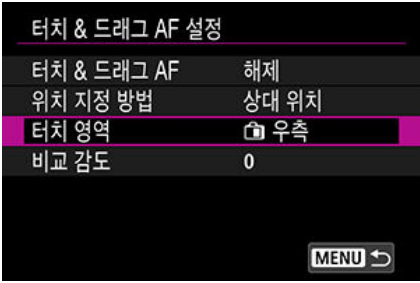 터치 & 드래그 AF 설정
터치 & 드래그 AF 해제
위치 지정 방법 상대 위치
터치 영역 우측
비교 감도 0
MENU